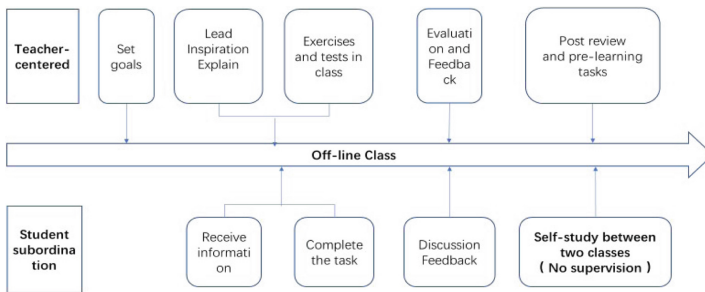 Teacher-
centered
Set
goals
Lead
Inspiration
Explain
Exercises
and tests in
class
Evaluati
on and
Feedba
ck
Post review
and pre-learning
tasks
Off-line Class
Student
subordina
tion
Receive
informati
on
Complete
the task
Discussion
Feedback
Self-study between
two classes
( No supervision )